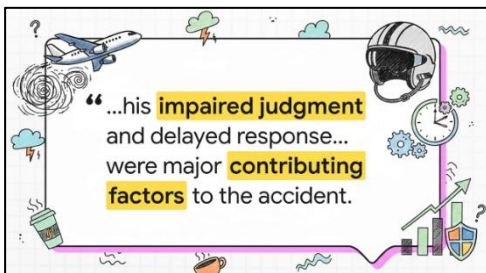 “...his impaired judgment
and delayed response...
were major contributing
factors to the accident.